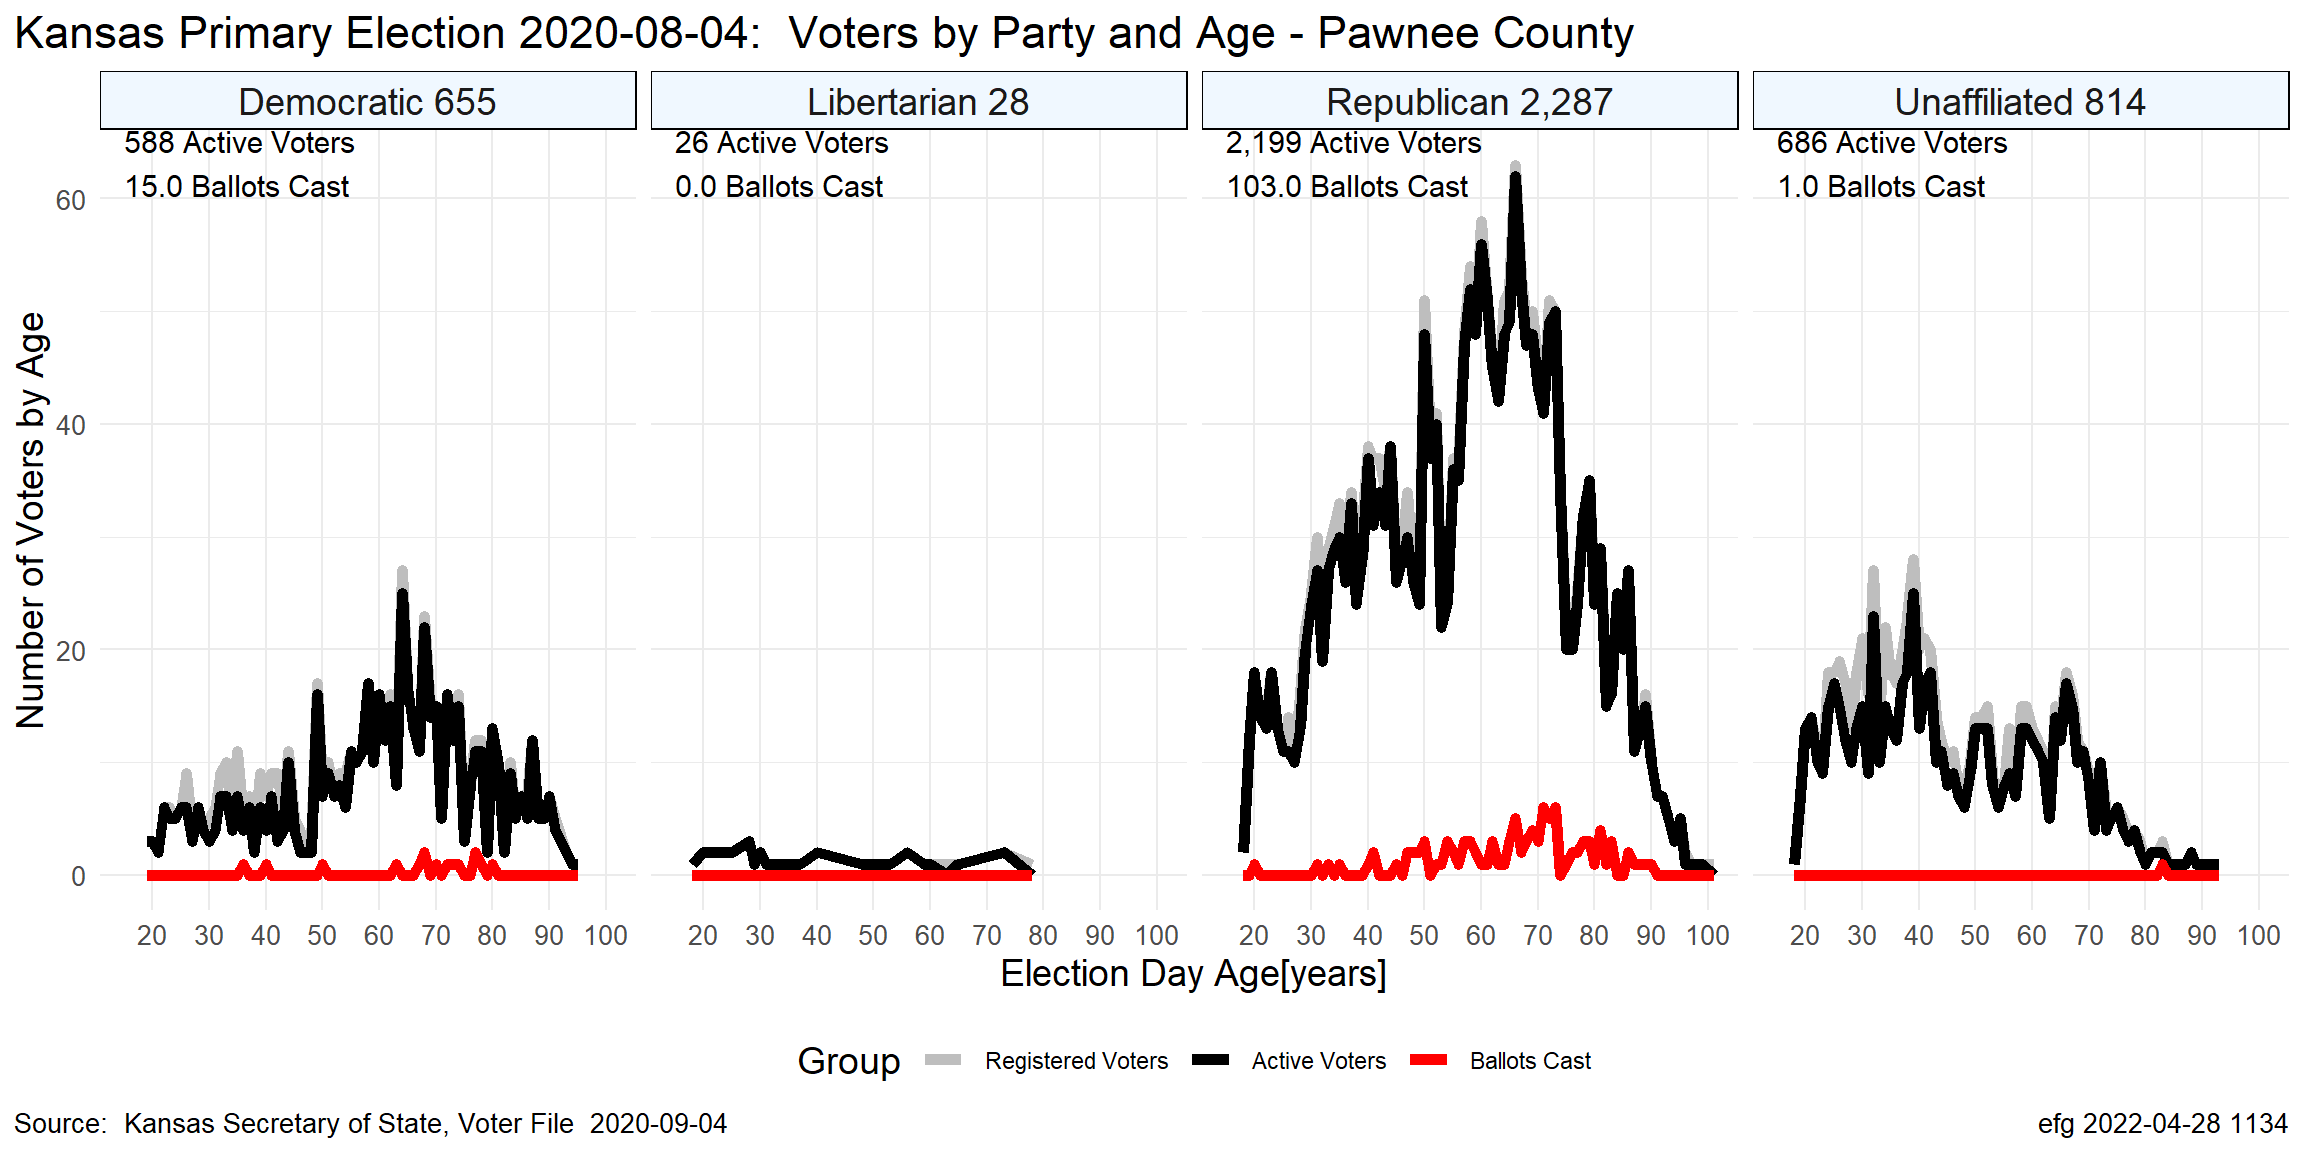 Kansas Primary Election 2020-08-04:  Voters by Party and Age - Pawnee County
Democratic 655
Libertarian 28
Republican 2,287
Unaffiliated 814
588 Active Voters
15.0 Ballots Cast
26 Active Voters
0.0 Ballots Cast
2,199 Active Voters
103.0 Ballots Cast
686 Active Voters
1.0 Ballots Cast
Number of Voters by Age
60
40
20
0
20 30 40 50 60 70 80 90 100
20 30 40 50 60 70 80 90 100
20 30 40 50 60 70 80 90 100
20 30 40 50 60 70 80 90 100
Election Day Age[years]
Group Registered Voters Active Voters Ballots Cast
Source:  Kansas Secretary of State, Voter File  2020-09-04
efg 2022-04-28 1134